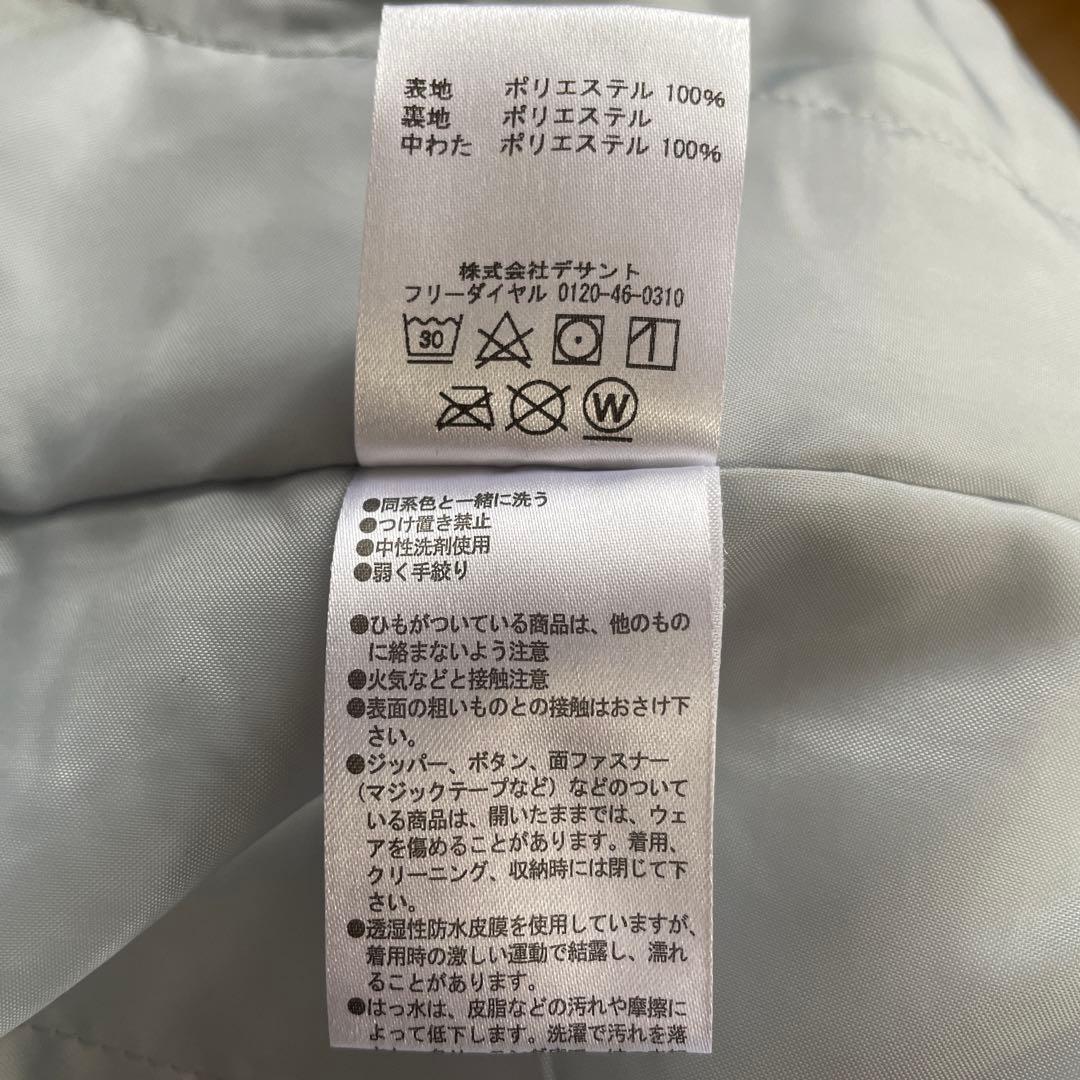 表地 ポリエステル 100%
裏地 ポリエステル
中わた ポリエステル 100%
株式会社デサント
フリーダイヤル 0120-46-0310
30
W
●同系色と一緒に洗う
●つけ置き禁止
●中性洗剤使用
●弱く手絞り
●ひもがついている商品は、他のもの
に絡まないよう注意
●火気などと接触注意
●表面の粗いものとの接触はおさけ下
さい。
●ジッパー、ボタン、面ファスナー
(マジックテープなど)などのついて
いる商品は、開いたままでは、ウェ
アを傷めることがあります。着用、
クリーニング、収納時には閉じて下
さい。
●透湿性防水皮膜を使用していますが、
着用時の激しい運動で結露し、濡れ
ることがあります。
●はっ水は、皮脂などの汚れや摩擦に
よって低下します。洗濯で汚れを落